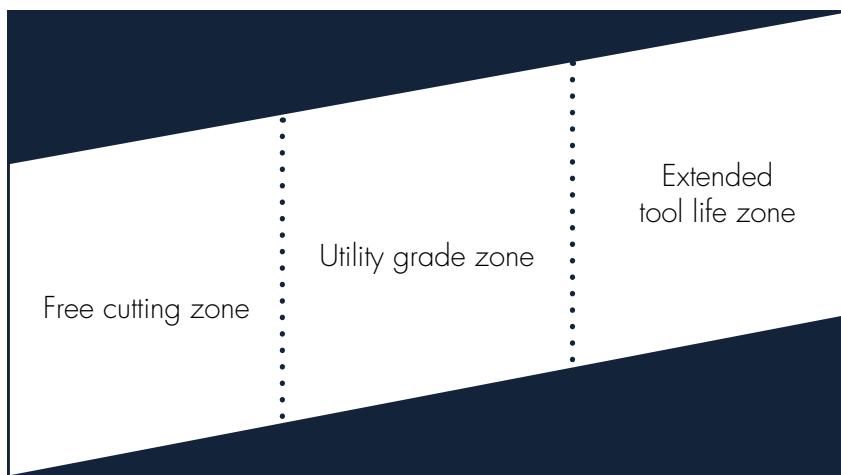 Free cutting zone
Utility grade zone
Extended
tool life zone